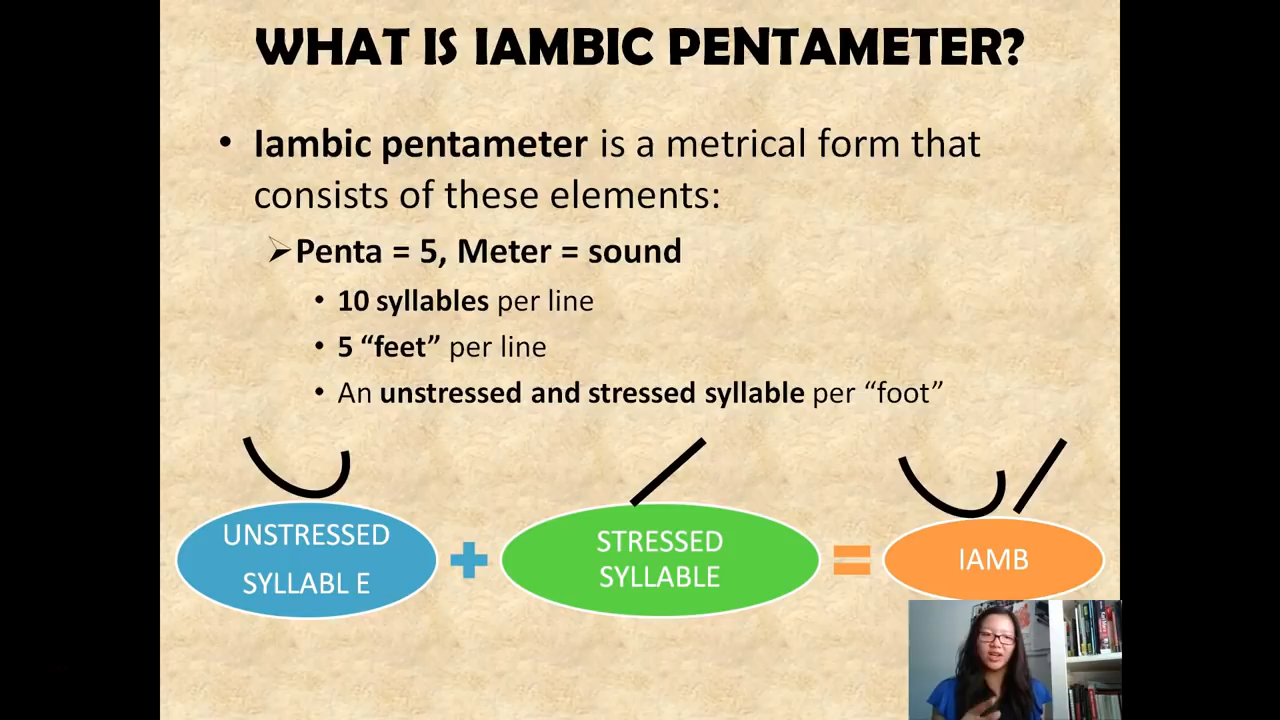 WHAT IS IAMBIC PENTAMETER?
• Iambic pentameter is a metrical form that
consists of these elements:
➢Penta = 5, Meter = sound
• 10 syllables per line
• 5 “feet” per line
• An unstressed and stressed syllable per “foot”
UNSTRESSED
SYLLABL E
+
STRESSED
SYLLABLE
=
IAMB